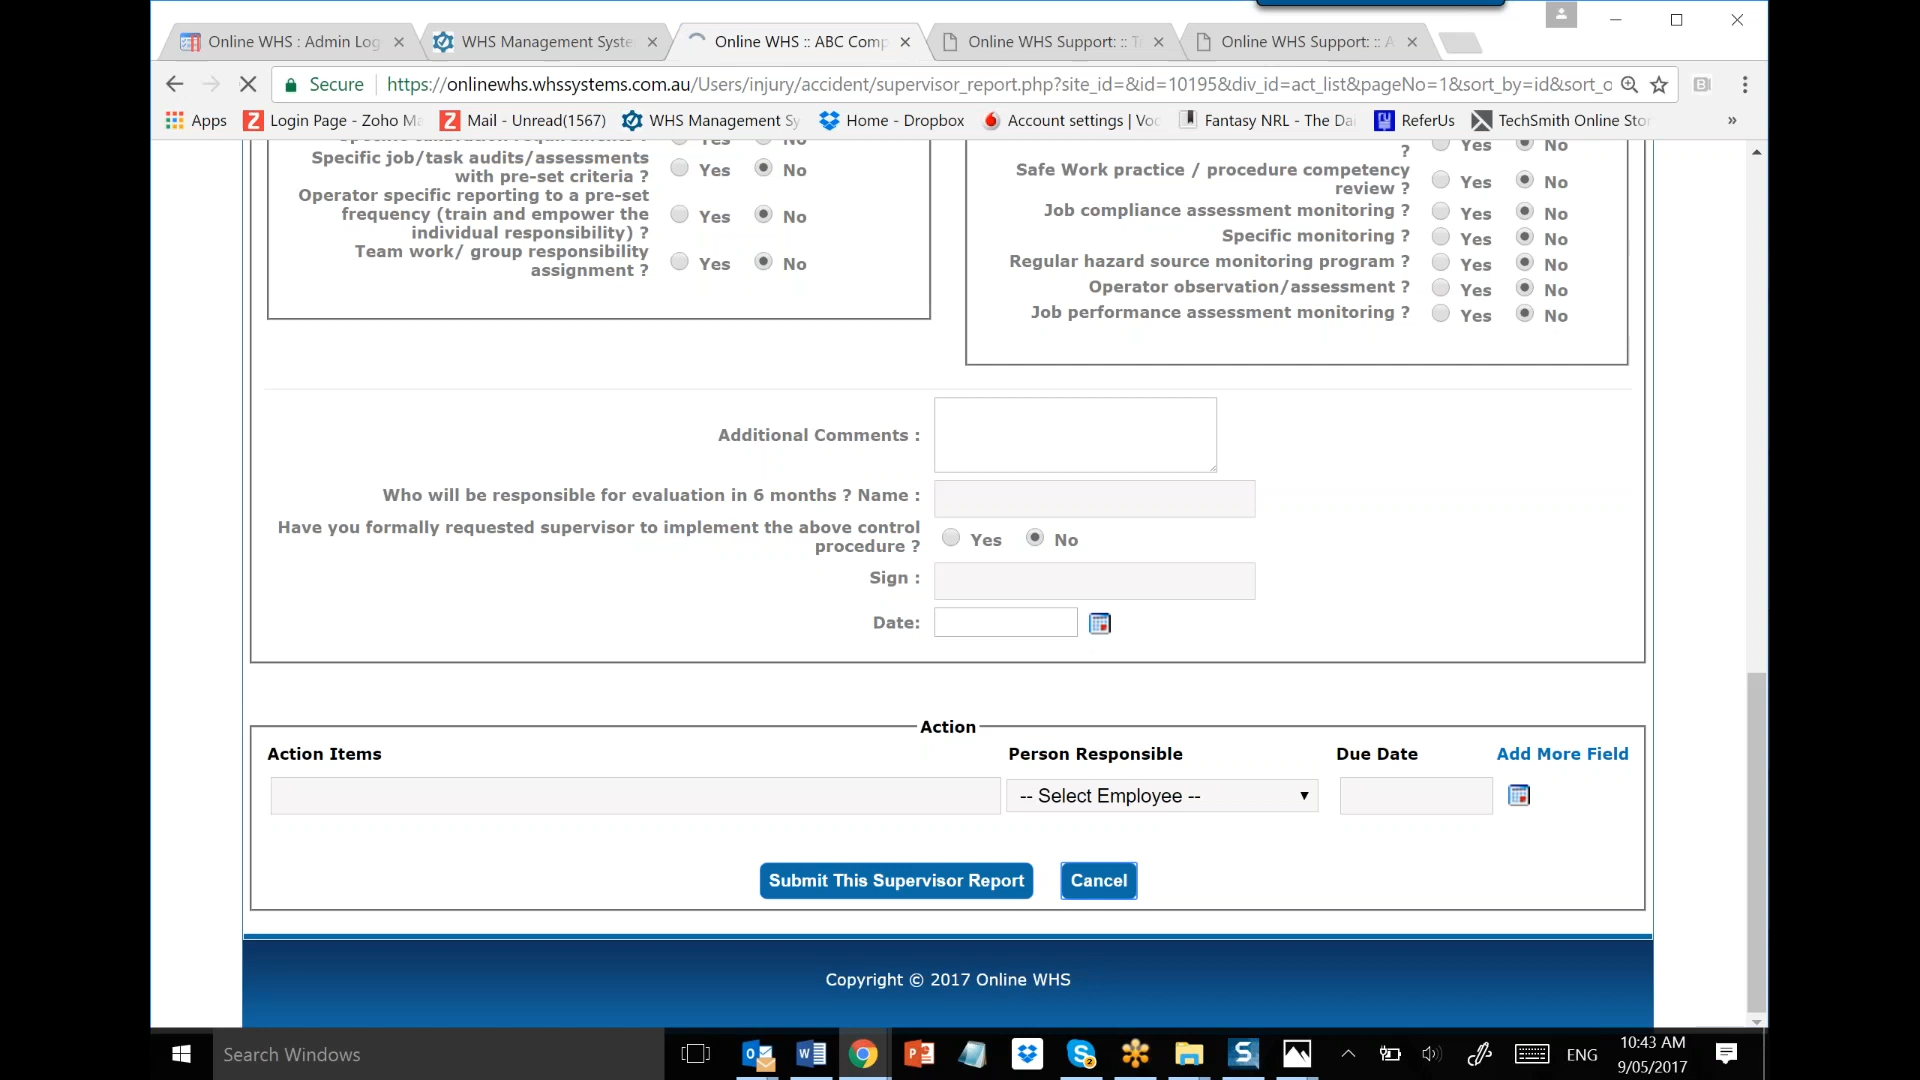 Online WHS : Admin Log
WHS Management Syste
Online WHS :: ABC Comp
Online WHS Support: :: T
Online WHS Support: :: A
Secure
https://onlinewhs.whssystems.com.au/Users/injury/accident/supervisor_report.php?site_id=&id=10195&div_id=act_list&pageNo=1&sort_by=id&sort_o
Apps
Login Page - Zoho Ma
Mail - Unread(1567)
WHS Management Sy
Home - Dropbox
Account settings | Voc
Fantasy NRL - The Dai
ReferUs
TechSmith Online Stor
»
Yes No
Specific job/task audits/assessments
with pre-set criteria ? Yes No
Operator specific reporting to a pre-set
frequency (train and empower the
individual responsibility) ? Yes No
Team work/ group responsibility
assignment ? Yes No
? Yes No
Safe Work practice / procedure competency
review ? Yes No
Job compliance assessment monitoring ? Yes No
Specific monitoring ? Yes No
Regular hazard source monitoring program ? Yes No
Operator observation/assessment ? Yes No
Job performance assessment monitoring ? Yes No
Additional Comments :
Who will be responsible for evaluation in 6 months ? Name :
Have you formally requested supervisor to implement the above control
procedure ? Yes No
Sign :
Date:
Action
Action Items Person Responsible Due Date Add More Field
-- Select Employee --
Submit This Supervisor Report Cancel
Copyright © 2017 Online WHS
Search Windows
ENG
10:43 AM
9/05/2017